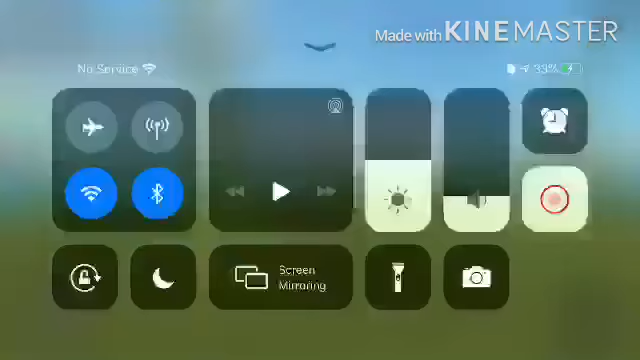 Made with KINEMASTER
No Service
33%
Screen
Mirroring